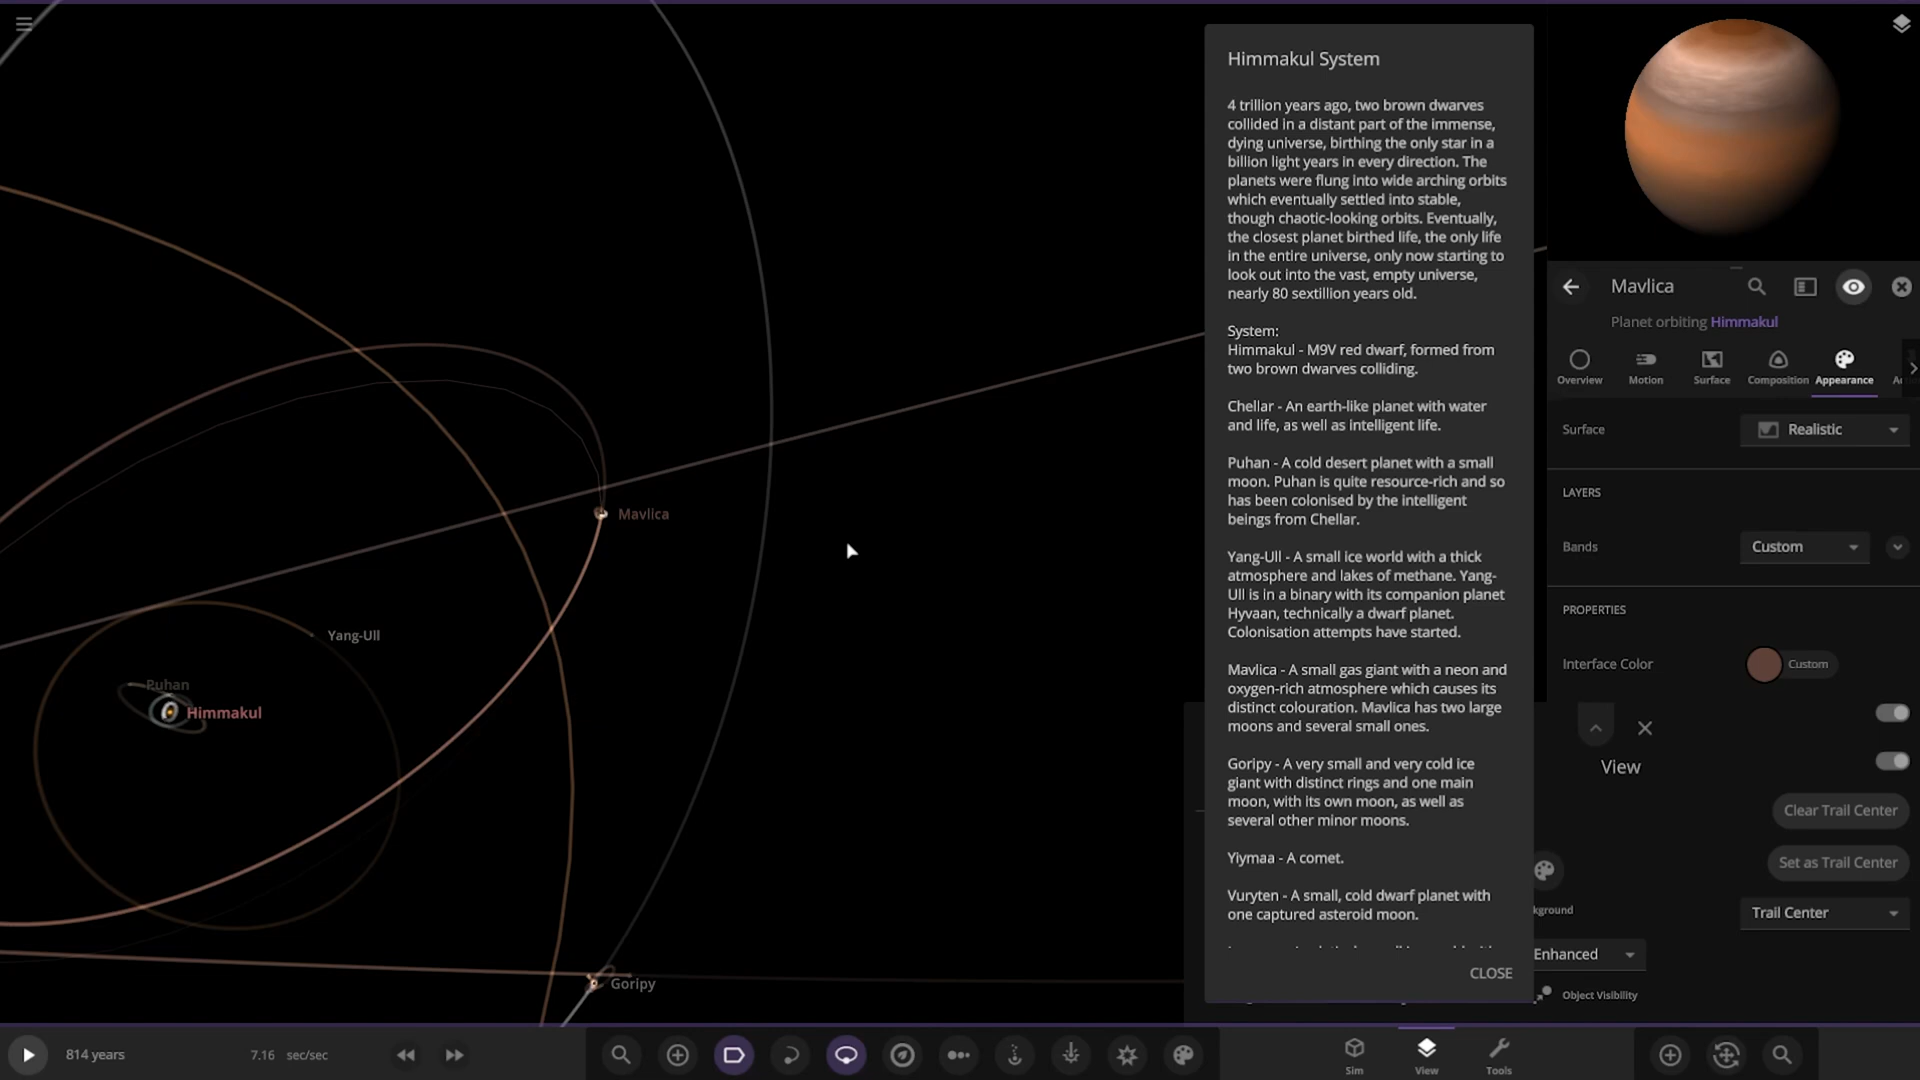 Himmakul System
4 trillion years ago, two brown dwarves
collided in a distant part of the immense,
dying universe, birthing the only star in a
billion light years in every direction. The
planets were flung into wide arching orbits
which eventually settled into stable,
though chaotic-looking orbits. Eventually,
the closest planet birthed life, the only life
in the entire universe, only now starting to
look out into the vast, empty universe,
nearly 80 sextillion years old.
System:
Himmakul - M9V red dwarf, formed from
two brown dwarves colliding.
Chellar - An earth-like planet with water
and life, as well as intelligent life.
Puhan - A cold desert planet with a small
moon. Puhan is quite resource-rich and so
has been colonised by the intelligent
beings from Chellar.
Yang-Ull - A small ice world with a thick
atmosphere and lakes of methane. Yang-
Ull is in a binary with its companion planet
Hyvaan, technically a dwarf planet.
Colonisation attempts have started.
Mavlica - A small gas giant with a neon and
oxygen-rich atmosphere which causes its
distinct colouration. Mavlica has two large
moons and several small ones.
Goripy - A very small and very cold ice
giant with distinct rings and one main
moon, with its own moon, as well as
several other minor moons.
Yiymaa - A comet.
Vuryten - A small, cold dwarf planet with
one captured asteroid moon.
CLOSE
Mavlica
Yang-Ull
Puhan
Himmakul
Goripy
Mavlica
Planet orbiting Himmakul
Overview Motion Surface Composition Appearance
Surface Realistic
LAYERS
Bands Custom
PROPERTIES
Interface Color Custom
View
Clear Trail Center
Set as Trail Center
kground
Trail Center
Enhanced
Object Visibility
814 years 7.16 sec/sec
Sim View Tools